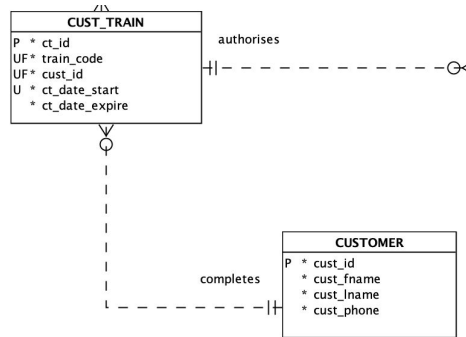 CUST_TRAIN
P * ct_id
UF* train_code
UF* cust_id
U * ct_date_start
* ct_date_expire
authorises
completes
CUSTOMER
P * cust_id
* cust_fname
* cust_lname
* cust_phone